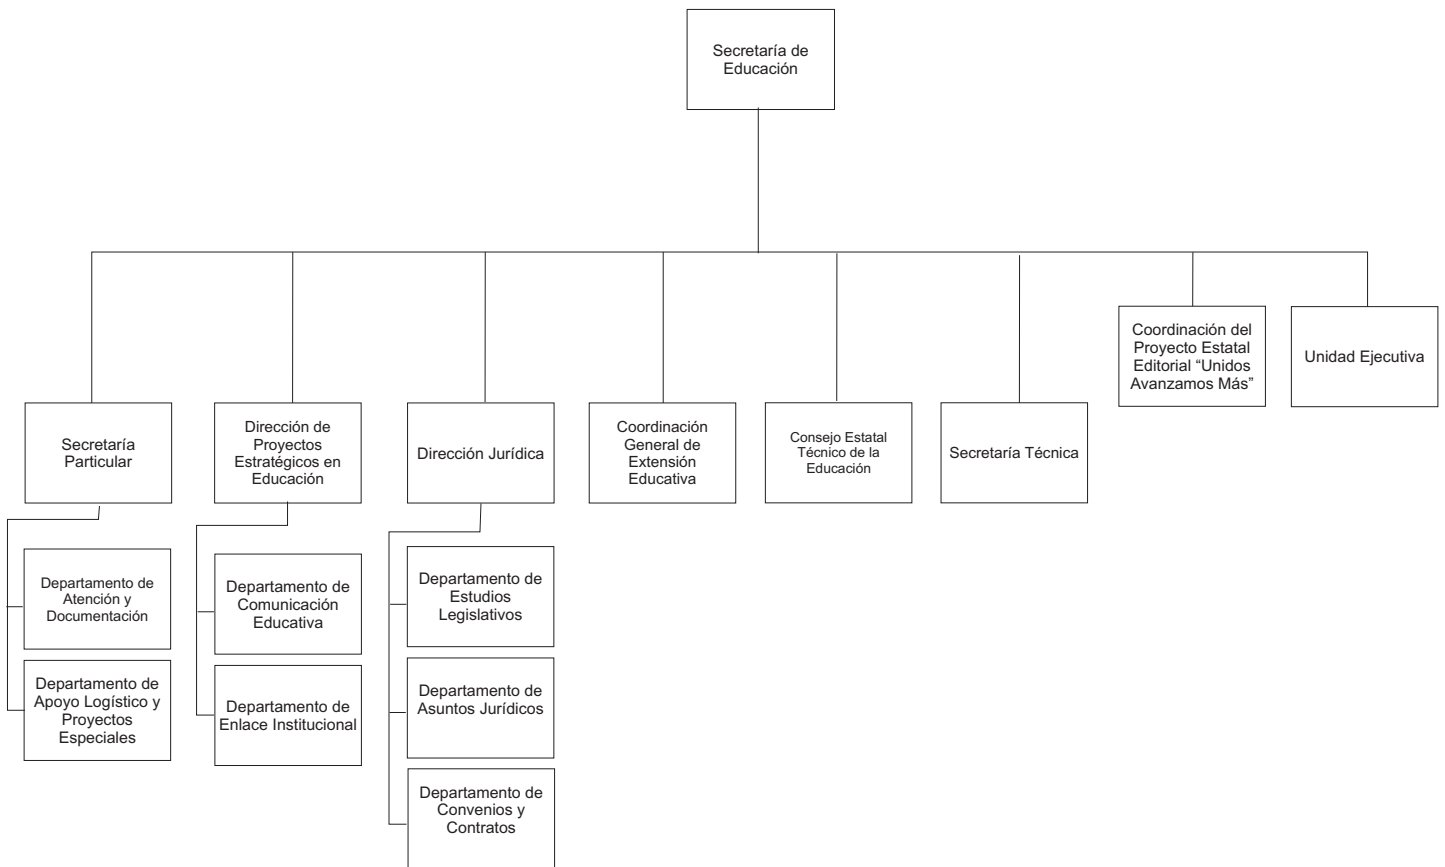 Secretaría de
Educación
Coordinación del
Proyecto Estatal
Editorial “Unidos
Avanzamos Más”
Unidad Ejecutiva
Secretaría
Particular
Dirección de
Proyectos
Estratégicos en
Educación
Dirección Jurídica
Coordinación
General de
Extensión
Educativa
Consejo Estatal
Técnico de la
Educación
Secretaría Técnica
Departamento de
Atención y
Documentación
Departamento de
Comunicación
Educativa
Departamento de
Estudios
Legislativos
Departamento de
Apoyo Logístico y
Proyectos
Especiales
Departamento de
Enlace Institucional
Departamento de
Asuntos Jurídicos
Departamento de
Convenios y
Contratos